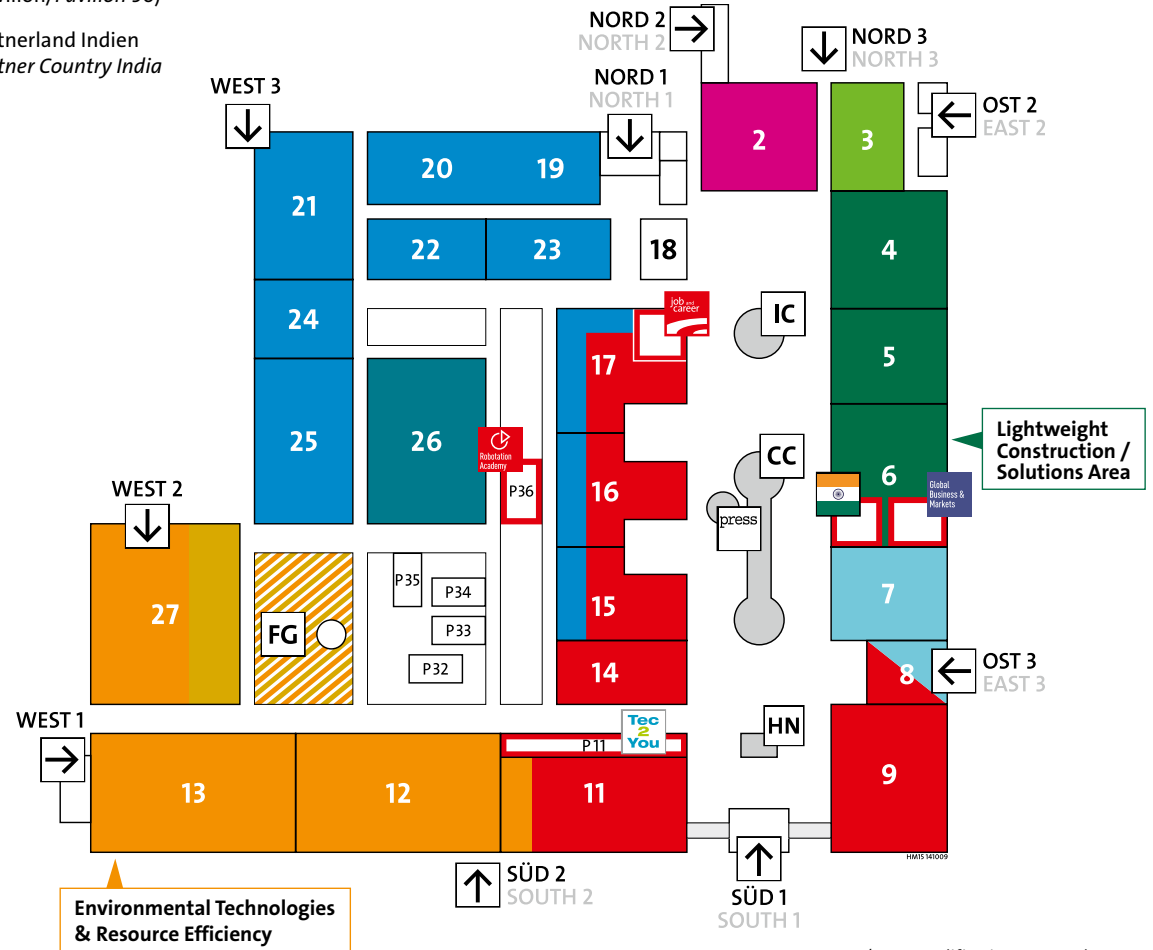 tnerland Indien
tner Country India
NORD 2
NORTH 2
NORD 3
NORTH 3
NORD 1
NORTH 1
WEST 3
OST 2
EAST 2
2
3
20
19
21
22
23
18
4
24
IC
job and
career
17
5
25
26
Robotation
Academy
P36
16
CC
press
6
Global
Business &
Markets
Lightweight
Construction /
Solutions Area
WEST 2
27
FG
P35
P34
P33
P32
15
14
7
8
OST 3
EAST 3
WEST 1
13
12
P11
Tec
2
You
11
HN
9
HM15 141009
SÜD 2
SOUTH 2
SÜD 1
SOUTH 1
Environmental Technologies
& Resource Efficiency